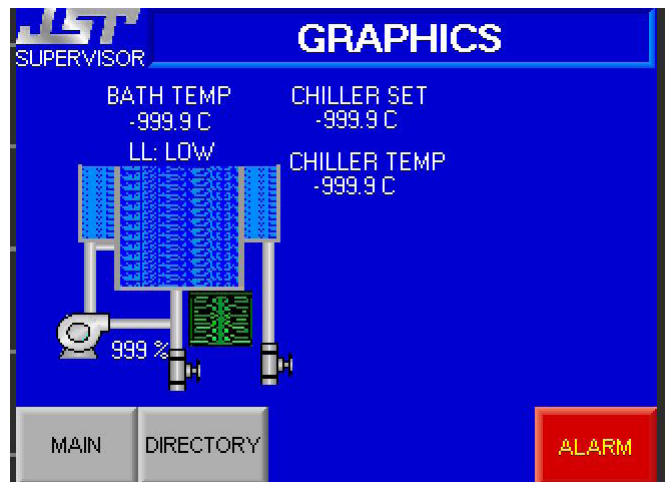 JST
SUPERVISOR
GRAPHICS
BATH TEMP
-999.9 C
LL: LOW
CHILLER SET
-999.9 C
CHILLER TEMP
-999.9 C
999 %
MAIN
DIRECTORY
ALARM